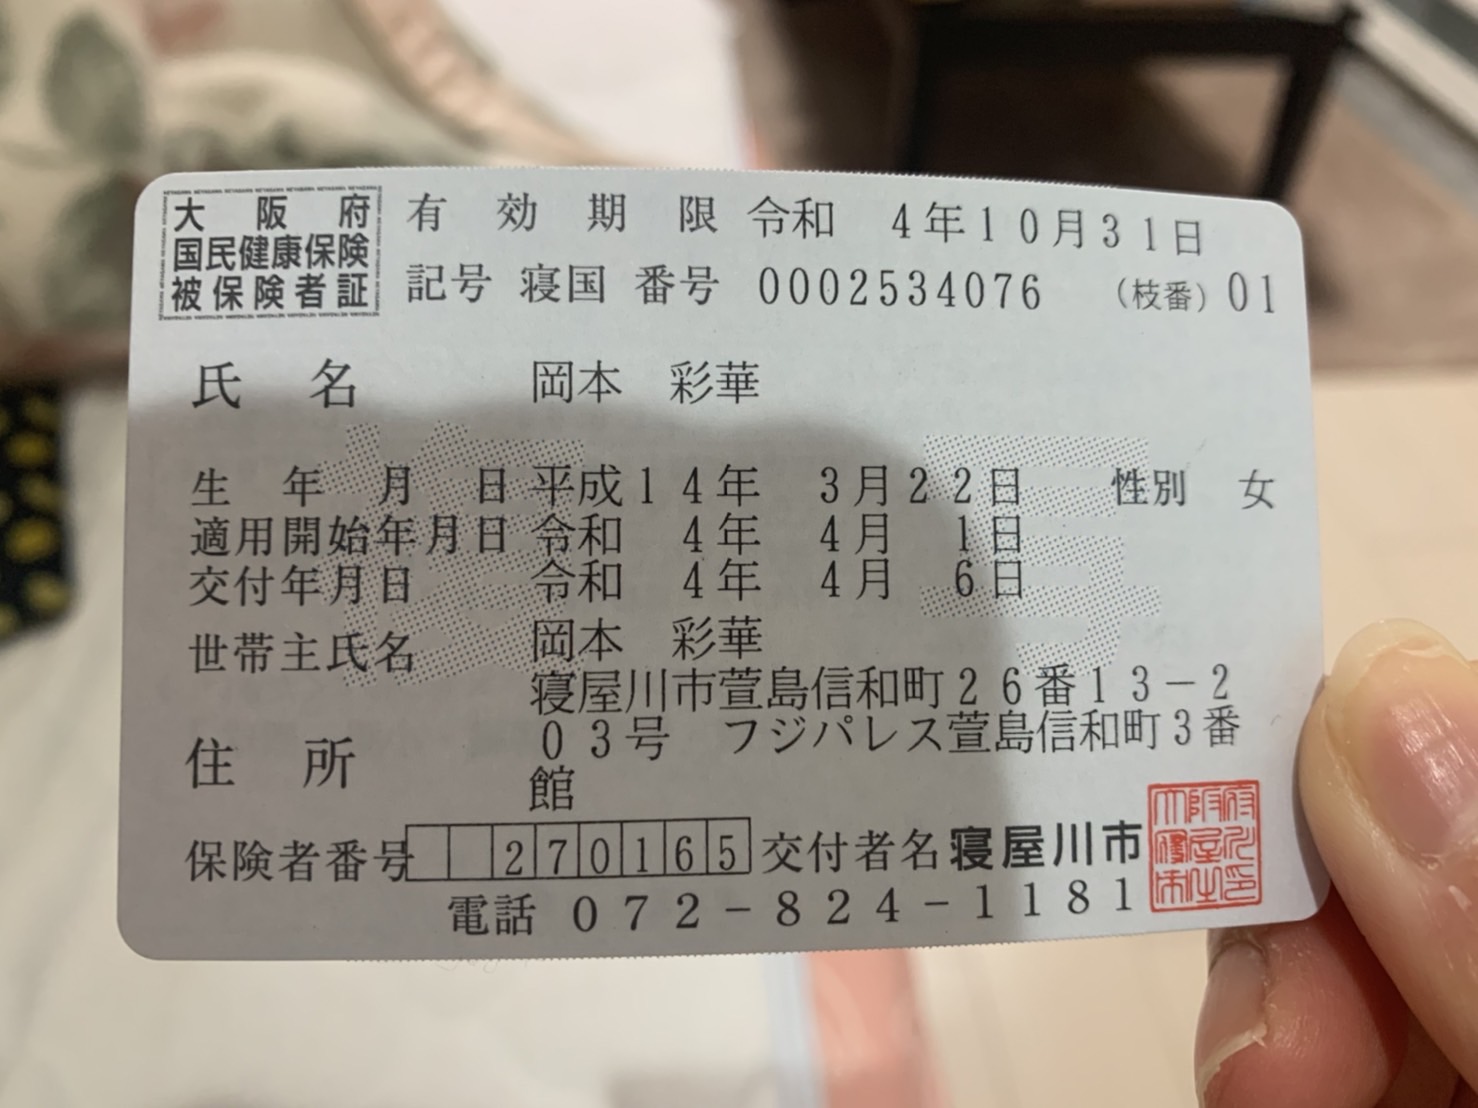 大阪府
国民健康保険
被保険者証
有効期限 令和 4年10月31日
記号 寝国 番号 0002534076 (枝番) 01
氏名 岡本 彩華
生年月日 平成14年 3月22日 性別 女
適用開始年月日 令和 4年 4月 1日
交付年月日 令和 4年 4月 6日
世帯主氏名 岡本 彩華
住所 寝屋川市萱島信和町26番13-2
03号 フジパレス萱島信和町3番
館
保険者番号 270165 交付者名 寝屋川市
電話 072-824-1181